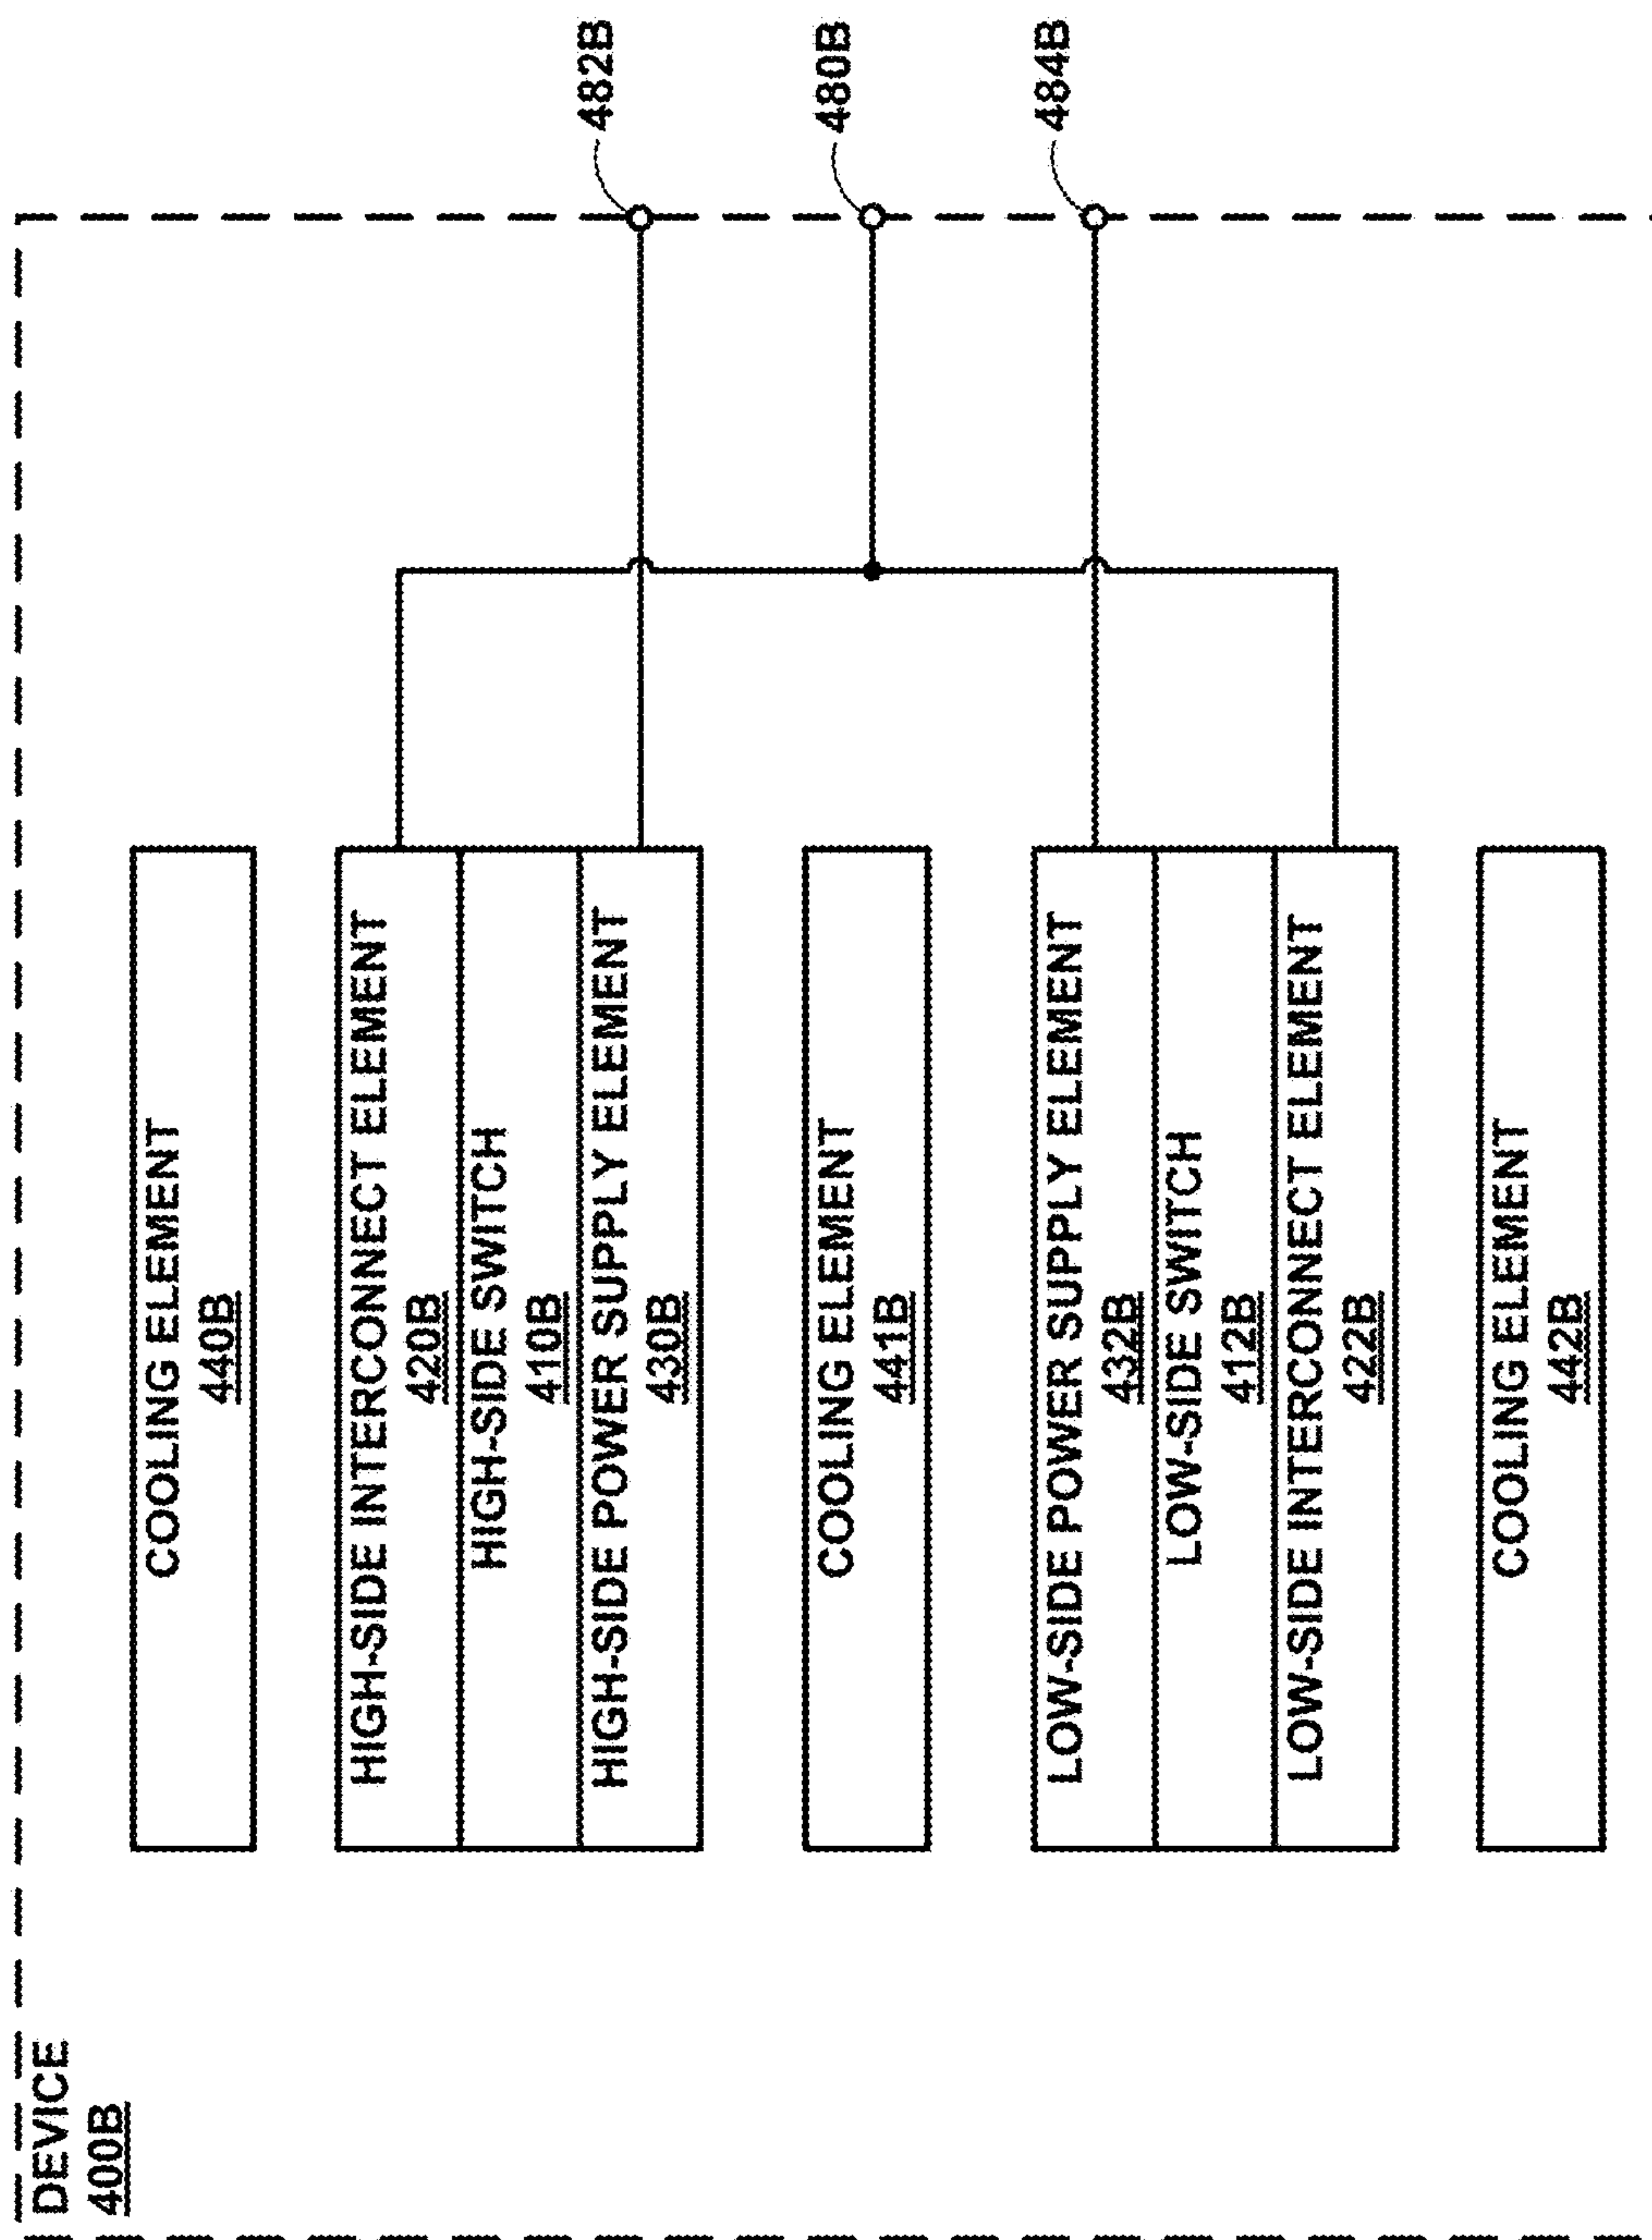 DEVICE
400B
COOLING ELEMENT
440B
HIGH-SIDE INTERCONNECT ELEMENT
420B
HIGH-SIDE SWITCH
410B
HIGH-SIDE POWER SUPPLY ELEMENT
430B
COOLING ELEMENT
441B
LOW-SIDE POWER SUPPLY ELEMENT
432B
LOW-SIDE SWITCH
412B
LOW-SIDE INTERCONNECT ELEMENT
422B
COOLING ELEMENT
442B
482B
480B
484B